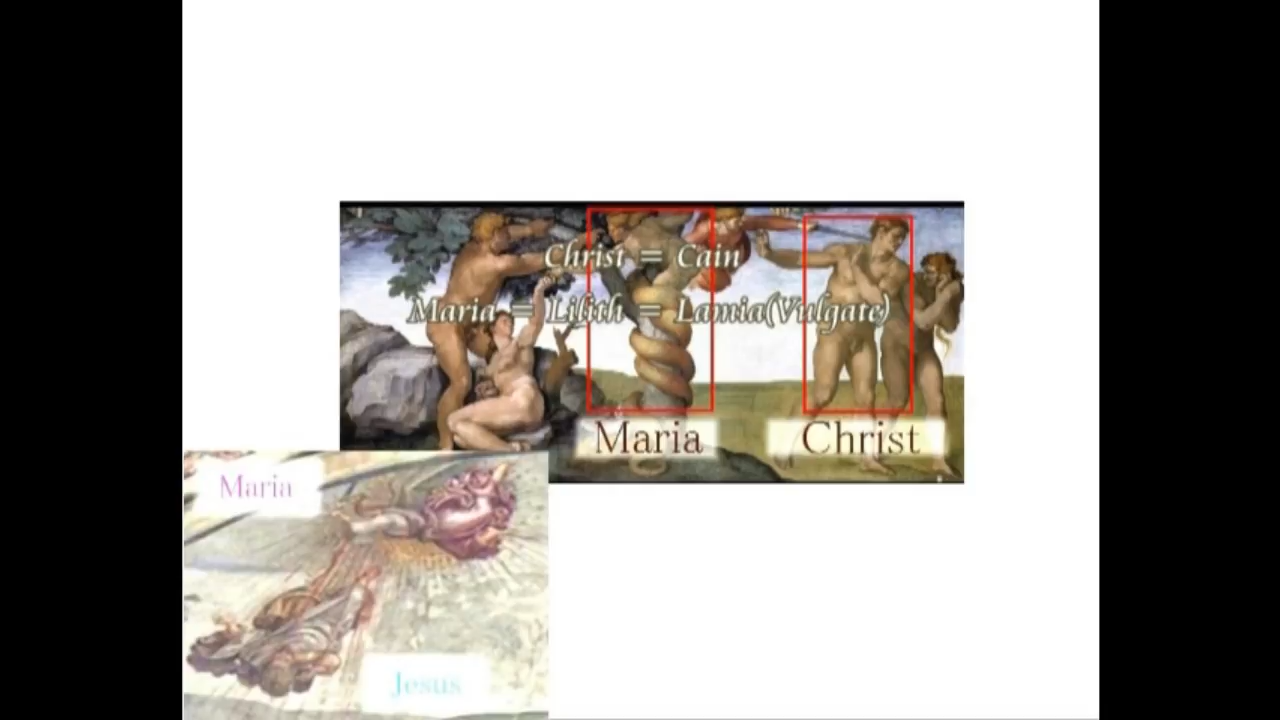 Christ = Cain
Maria = Lilith = Lamia(Vulgate)
Maria
Christ
Maria
Jesus